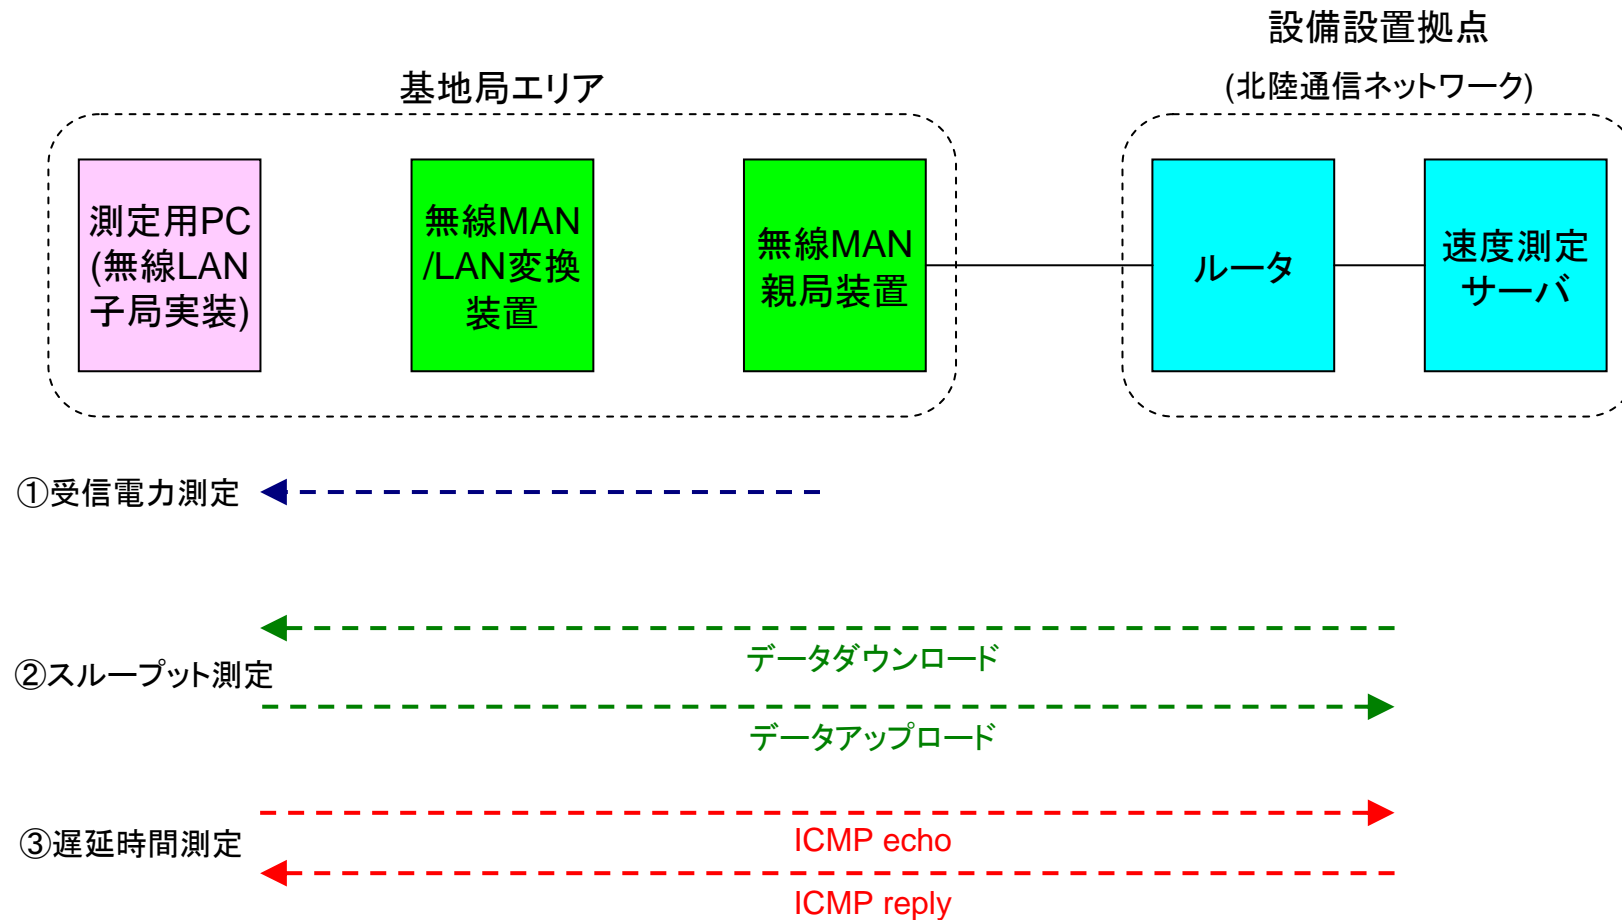 設備設置拠点
(北陸通信ネットワーク)
基地局エリア
測定用PC
(無線LAN
子局実装)
無線MAN
/LAN変換
装置
無線MAN
親局装置
ルータ
速度測定
サーバ
①受信電力測定
データダウンロード
②スループット測定
データアップロード
ICMP echo
③遅延時間測定
ICMP reply